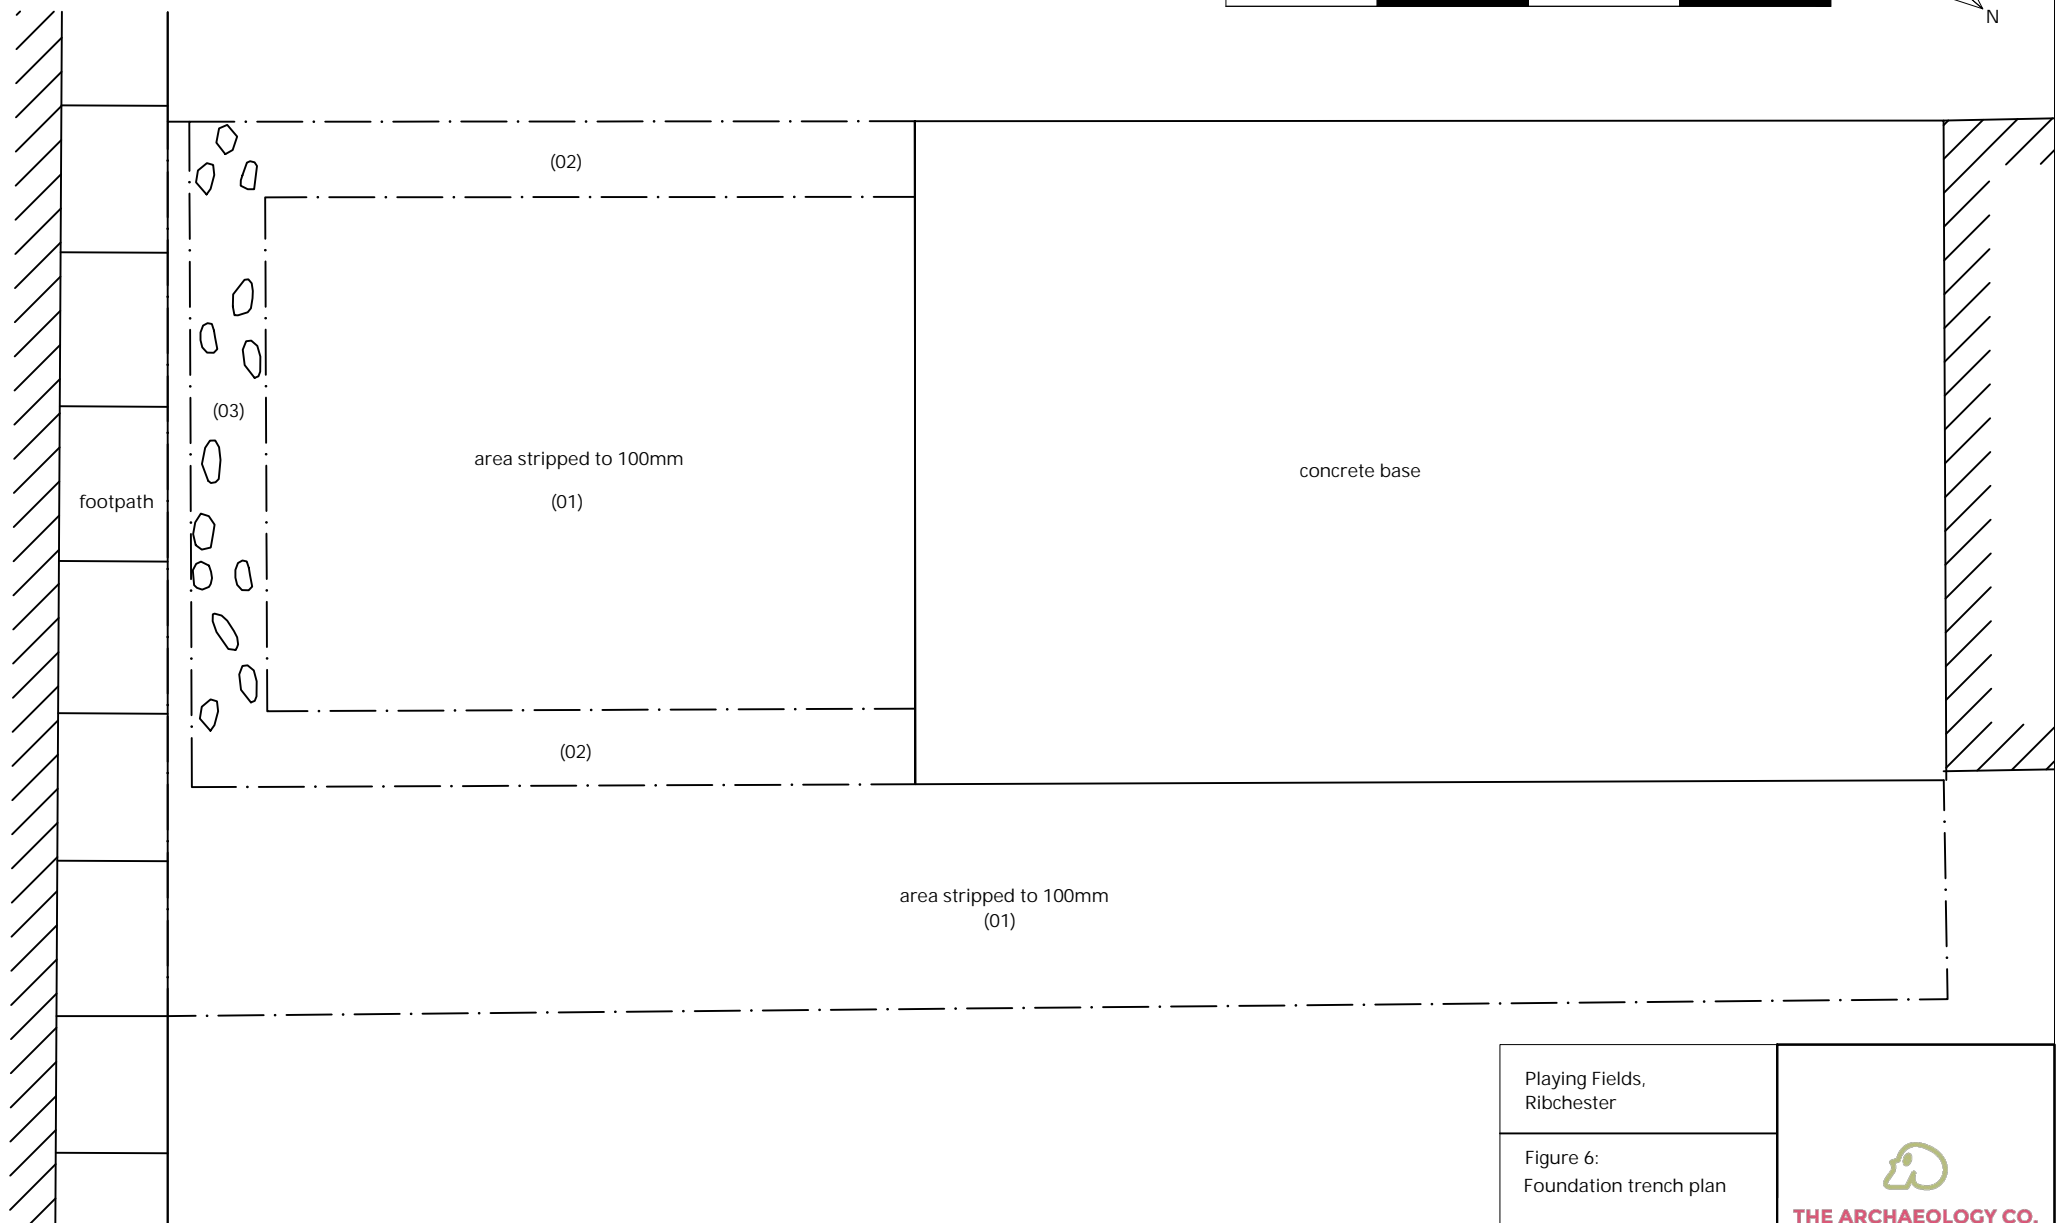 N
(02)
(03)
area stripped to 100mm
(01)
concrete base
footpath
(02)
area stripped to 100mm
(01)
Playing Fields,
Ribchester
Figure 6:
Foundation trench plan
THE ARCHAEOLOGY CO.